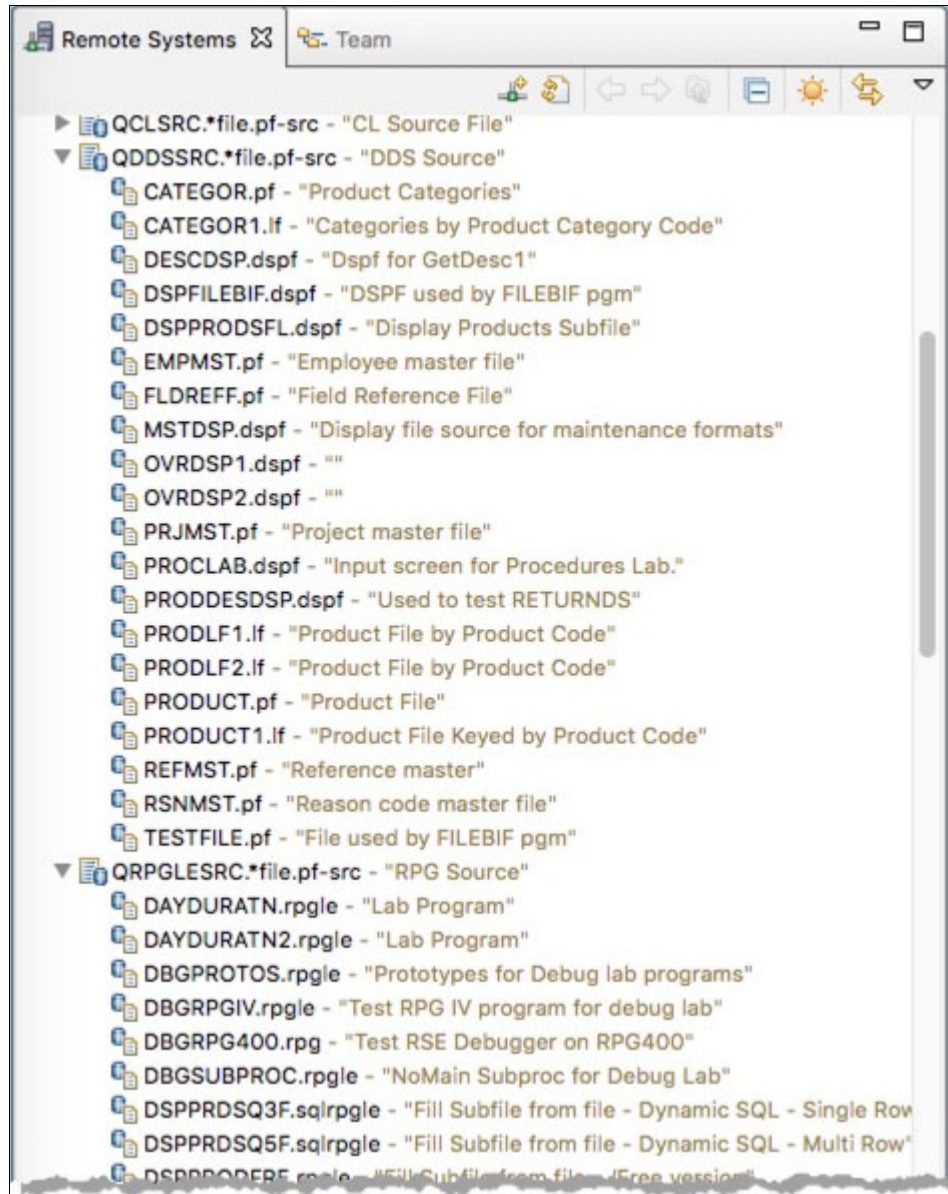 Remote Systems Team
QCLSRC.*file.pf-src - "CL Source File"
QDDSSRC.*file.pf-src - "DDS Source"
CATEGOR.pf - "Product Categories"
CATEGOR1.lf - "Categories by Product Category Code"
DESCDSP.dspf - "Dspf for GetDesc1"
DSPFILEBIF.dspf - "DSPF used by FILEBIF pgm"
DSPPRODSFL.dspf - "Display Products Subfile"
EMPMST.pf - "Employee master file"
FLDREFF.pf - "Field Reference File"
MSTDSP.dspf - "Display file source for maintenance formats"
OVRDSP1.dspf - ""
OVRDSP2.dspf - ""
PRJMST.pf - "Project master file"
PROCLAB.dspf - "Input screen for Procedures Lab."
PRODDESDSP.dspf - "Used to test RETURNDS"
PRODLF1.lf - "Product File by Product Code"
PRODLF2.lf - "Product File by Product Code"
PRODUCT.pf - "Product File"
PRODUCT1.lf - "Product File Keyed by Product Code"
REFMST.pf - "Reference master"
RSNMST.pf - "Reason code master file"
TESTFILE.pf - "File used by FILEBIF pgm"
QRPGLESRC.*file.pf-src - "RPG Source"
DAYDURATN.rpgle - "Lab Program"
DAYDURATN2.rpgle - "Lab Program"
DBGPROTOS.rpgle - "Prototypes for Debug lab programs"
DBGRPGIV.rpgle - "Test RPG IV program for debug lab"
DBGRPG400.rpg - "Test RSE Debugger on RPG400"
DBGSUBPROC.rpgle - "NoMain Subproc for Debug Lab"
DSPPRDSQ3F.sqlrpgle - "Fill Subfile from file - Dynamic SQL - Single Row
DSPPRDSQ5F.sqlrpgle - "Fill Subfile from file - Dynamic SQL - Multi Row"
"Fill Subfile from file - /Free version"